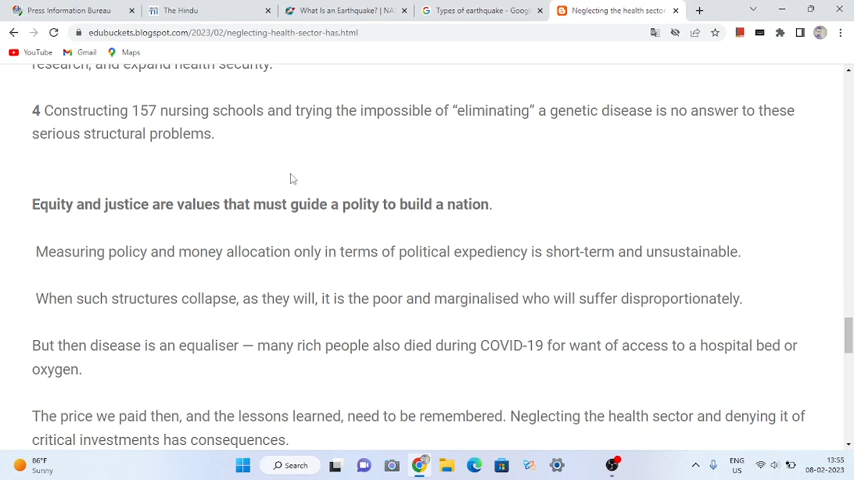 Press Information Bureau
The Hindu
What Is an Earthquake? | NA
Types of earthquake - Googl
Neglecting the health sector
edubuckets.blogspot.com/2023/02/neglecting-health-sector-has.html
YouTube Gmail Maps
research, and expand health security.
4 Constructing 157 nursing schools and trying the impossible of “eliminating” a genetic disease is no answer to these
serious structural problems.
Equity and justice are values that must guide a polity to build a nation.
Measuring policy and money allocation only in terms of political expediency is short-term and unsustainable.
When such structures collapse, as they will, it is the poor and marginalised who will suffer disproportionately.
But then disease is an equaliser — many rich people also died during COVID-19 for want of access to a hospital bed or
oxygen.
The price we paid then, and the lessons learned, need to be remembered. Neglecting the health sector and denying it of
critical investments has consequences.
86°F
Sunny
Search
ENG
US
13:55
08-02-2023